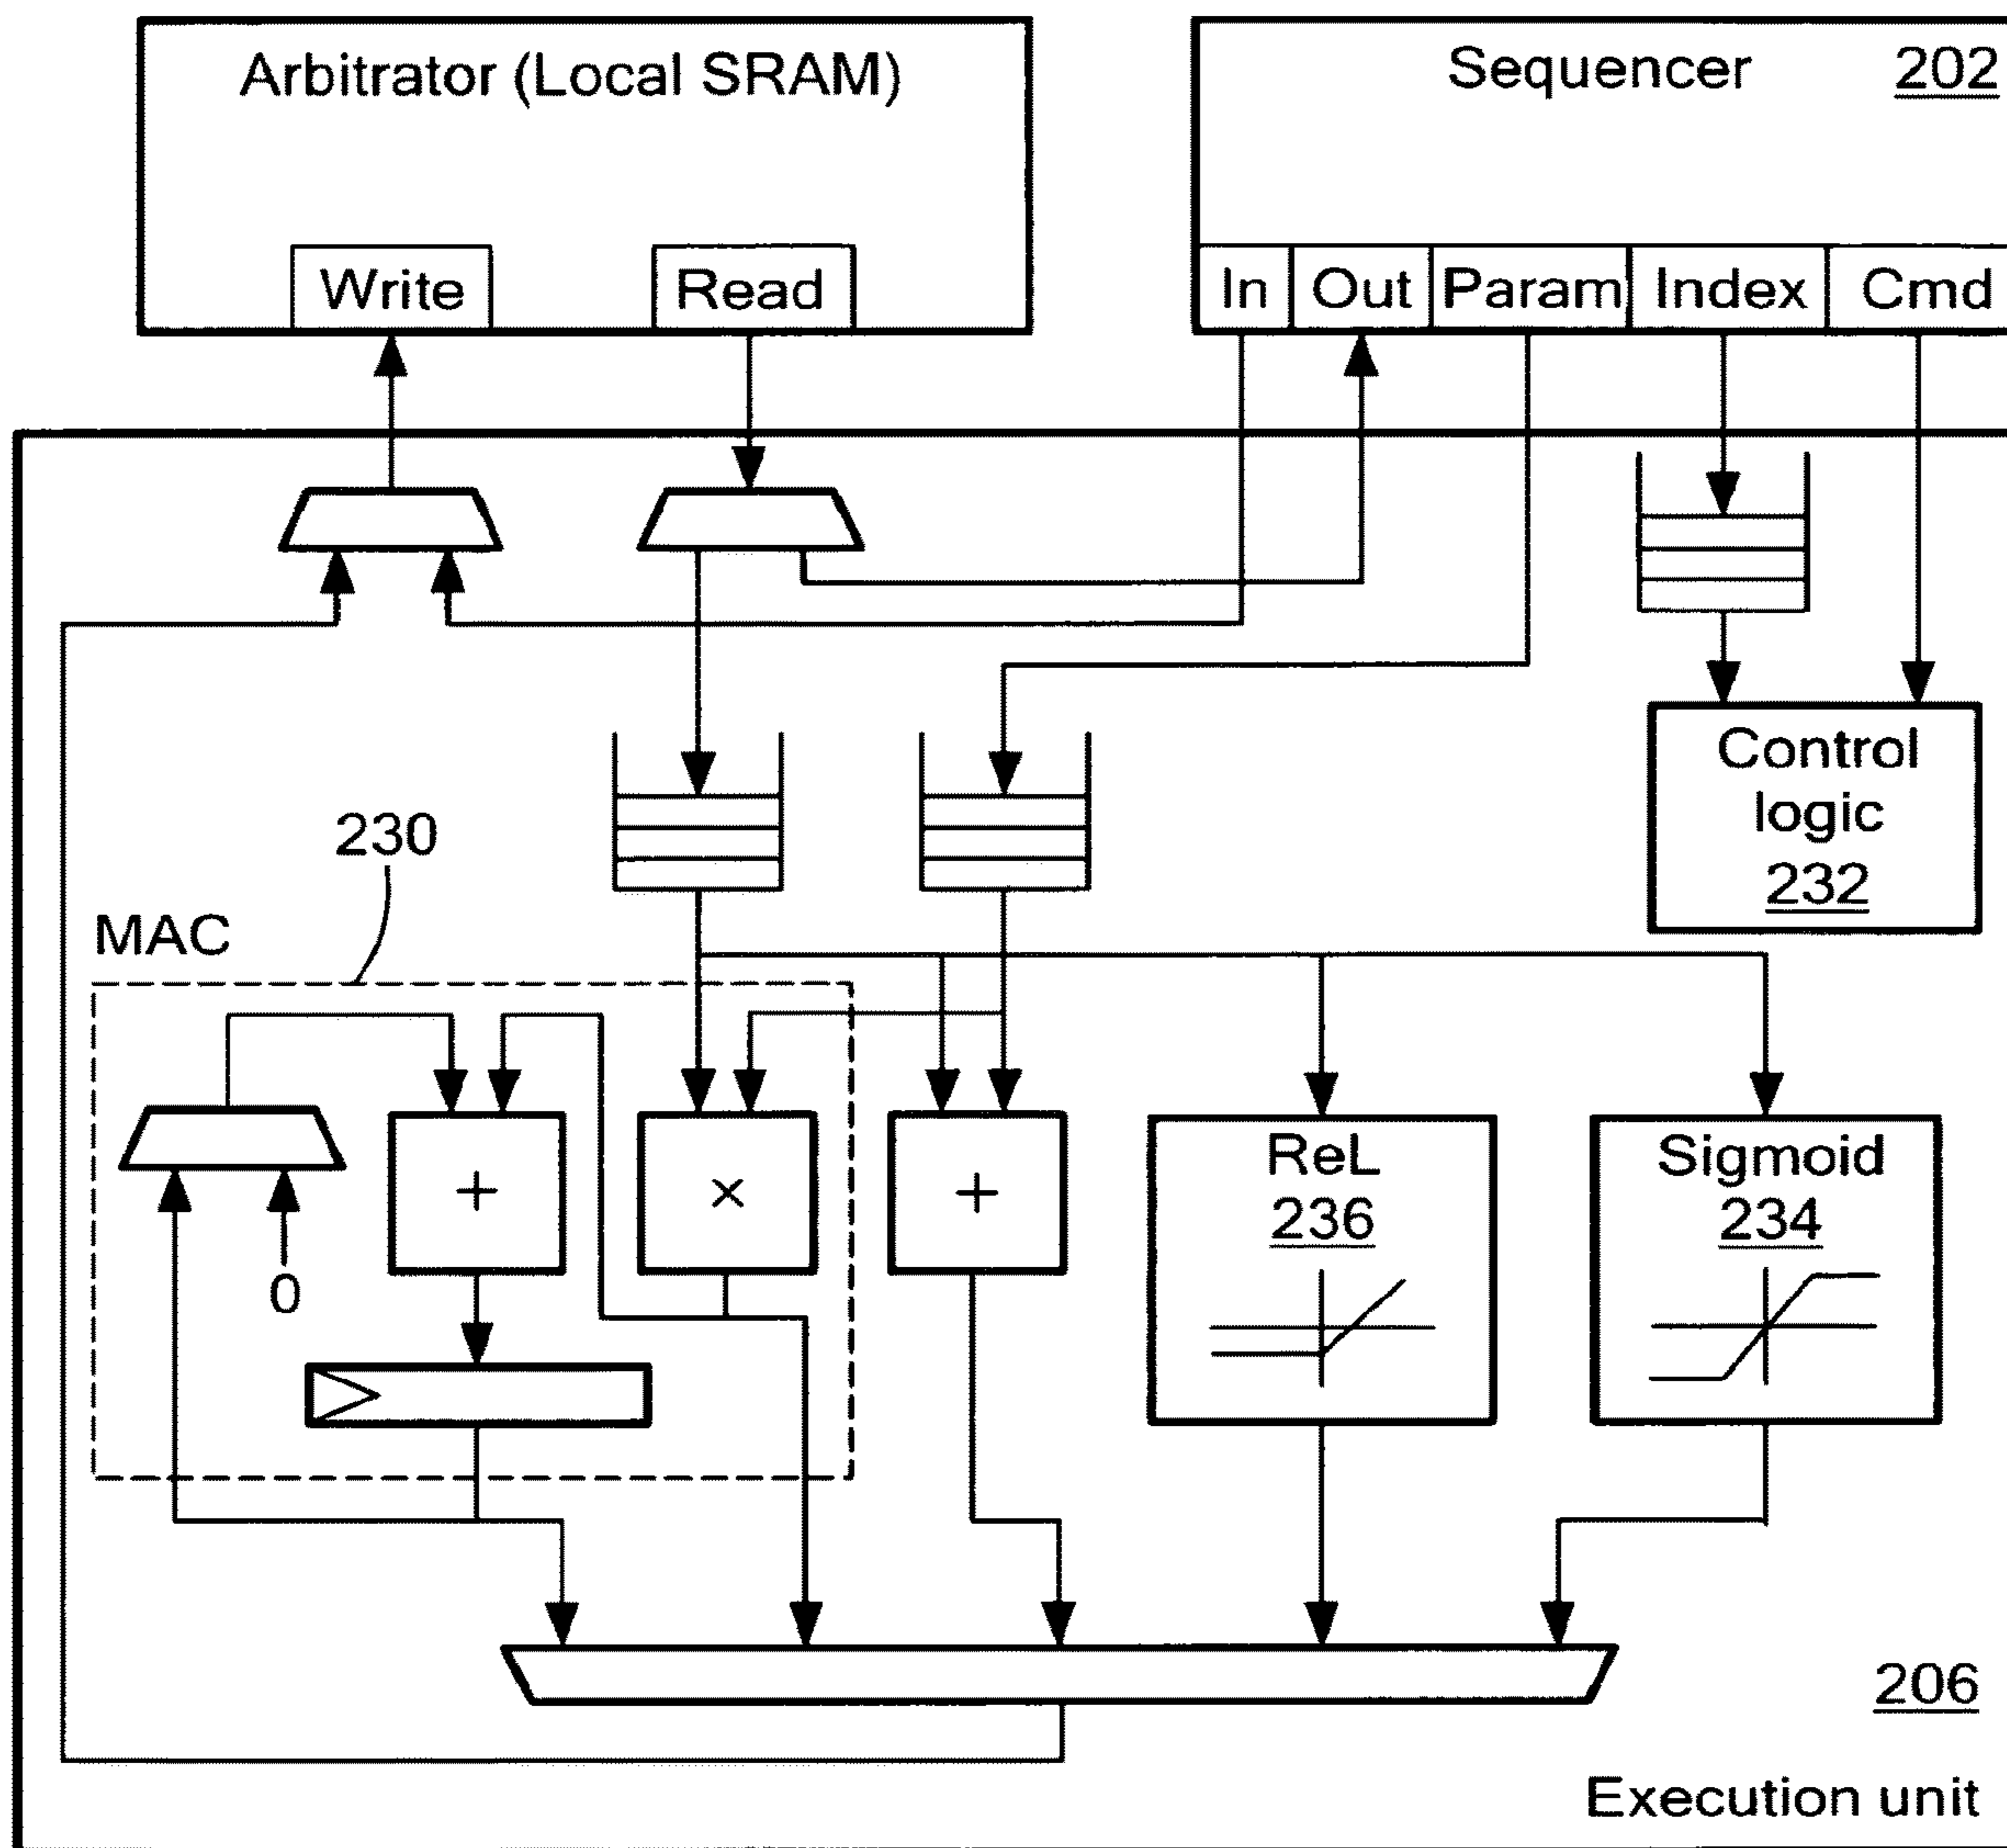 Arbitrator (Local SRAM)
Write
Read
Sequencer 202
In
Out
Param
Index
Cmd
Control
logic
232
230
MAC
+
×
+
0
ReL
236
Sigmoid
234
206
Execution unit